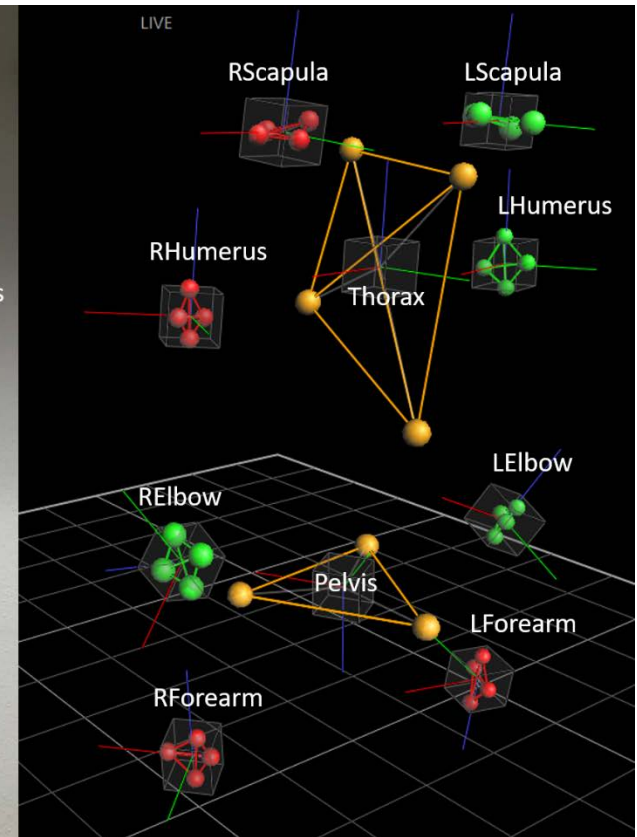 LIVE
RScapula
LScapula
LHumerus
RHumerus
s
Thorax
LElbow
RElbow
Pelvis
LForearm
RForearm